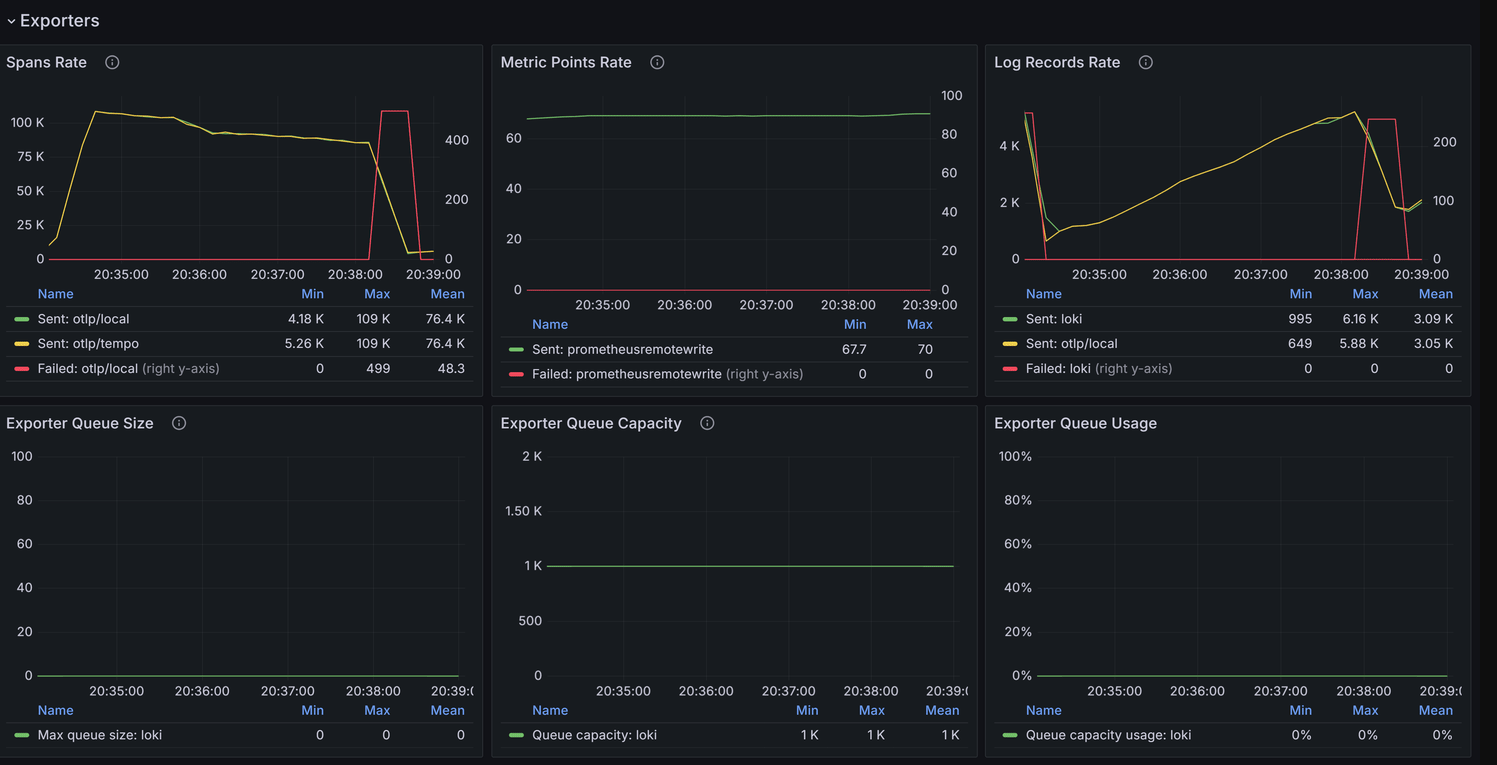 Exporters
Spans Rate
100 K
75 K
50 K
25 K
0
400
200
0
20:35:00 20:36:00 20:37:00 20:38:00 20:39:00
Name Min Max Mean
Sent: otlp/local 4.18 K 109 K 76.4 K
Sent: otlp/tempo 5.26 K 109 K 76.4 K
Failed: otlp/local (right y-axis) 0 499 48.3
Metric Points Rate
60
40
20
0
100
80
60
40
20
0
20:35:00 20:36:00 20:37:00 20:38:00 20:39:00
Name Min Max
Sent: prometheusremotewrite 67.7 70
Failed: prometheusremotewrite (right y-axis) 0 0
Log Records Rate
4 K
2 K
0
200
100
0
20:35:00 20:36:00 20:37:00 20:38:00 20:39:00
Name Min Max Mean
Sent: loki 995 6.16 K 3.09 K
Sent: otlp/local 649 5.88 K 3.05 K
Failed: loki (right y-axis) 0 0 0
Exporter Queue Size
100
80
60
40
20
0
20:35:00 20:36:00 20:37:00 20:38:00 20:39:0
Name Min Max Mean
Max queue size: loki 0 0 0
Exporter Queue Capacity
2 K
1.50 K
1 K
500
0
20:35:00 20:36:00 20:37:00 20:38:00 20:39:0
Name Min Max Mean
Queue capacity: loki 1 K 1 K 1 K
Exporter Queue Usage
100%
80%
60%
40%
20%
0%
20:35:00 20:36:00 20:37:00 20:38:00 20:39:0
Name Min Max Mean
Queue capacity usage: loki 0% 0% 0%